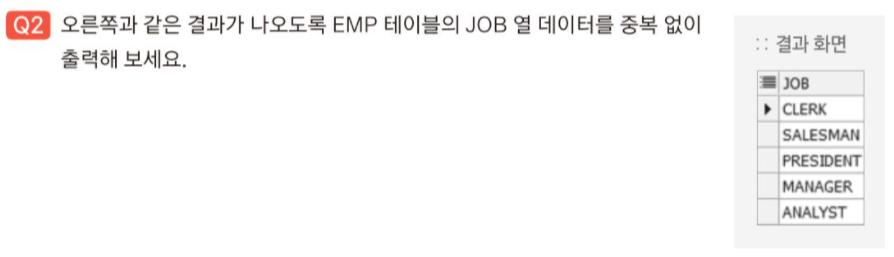 Q2 오른쪽과 같은 결과가 나오도록 EMP 테이블의 JOB 열 데이터를 중복 없이
출력해 보세요.
:: 결과 화면
JOB
CLERK
SALESMAN
PRESIDENT
MANAGER
ANALYST